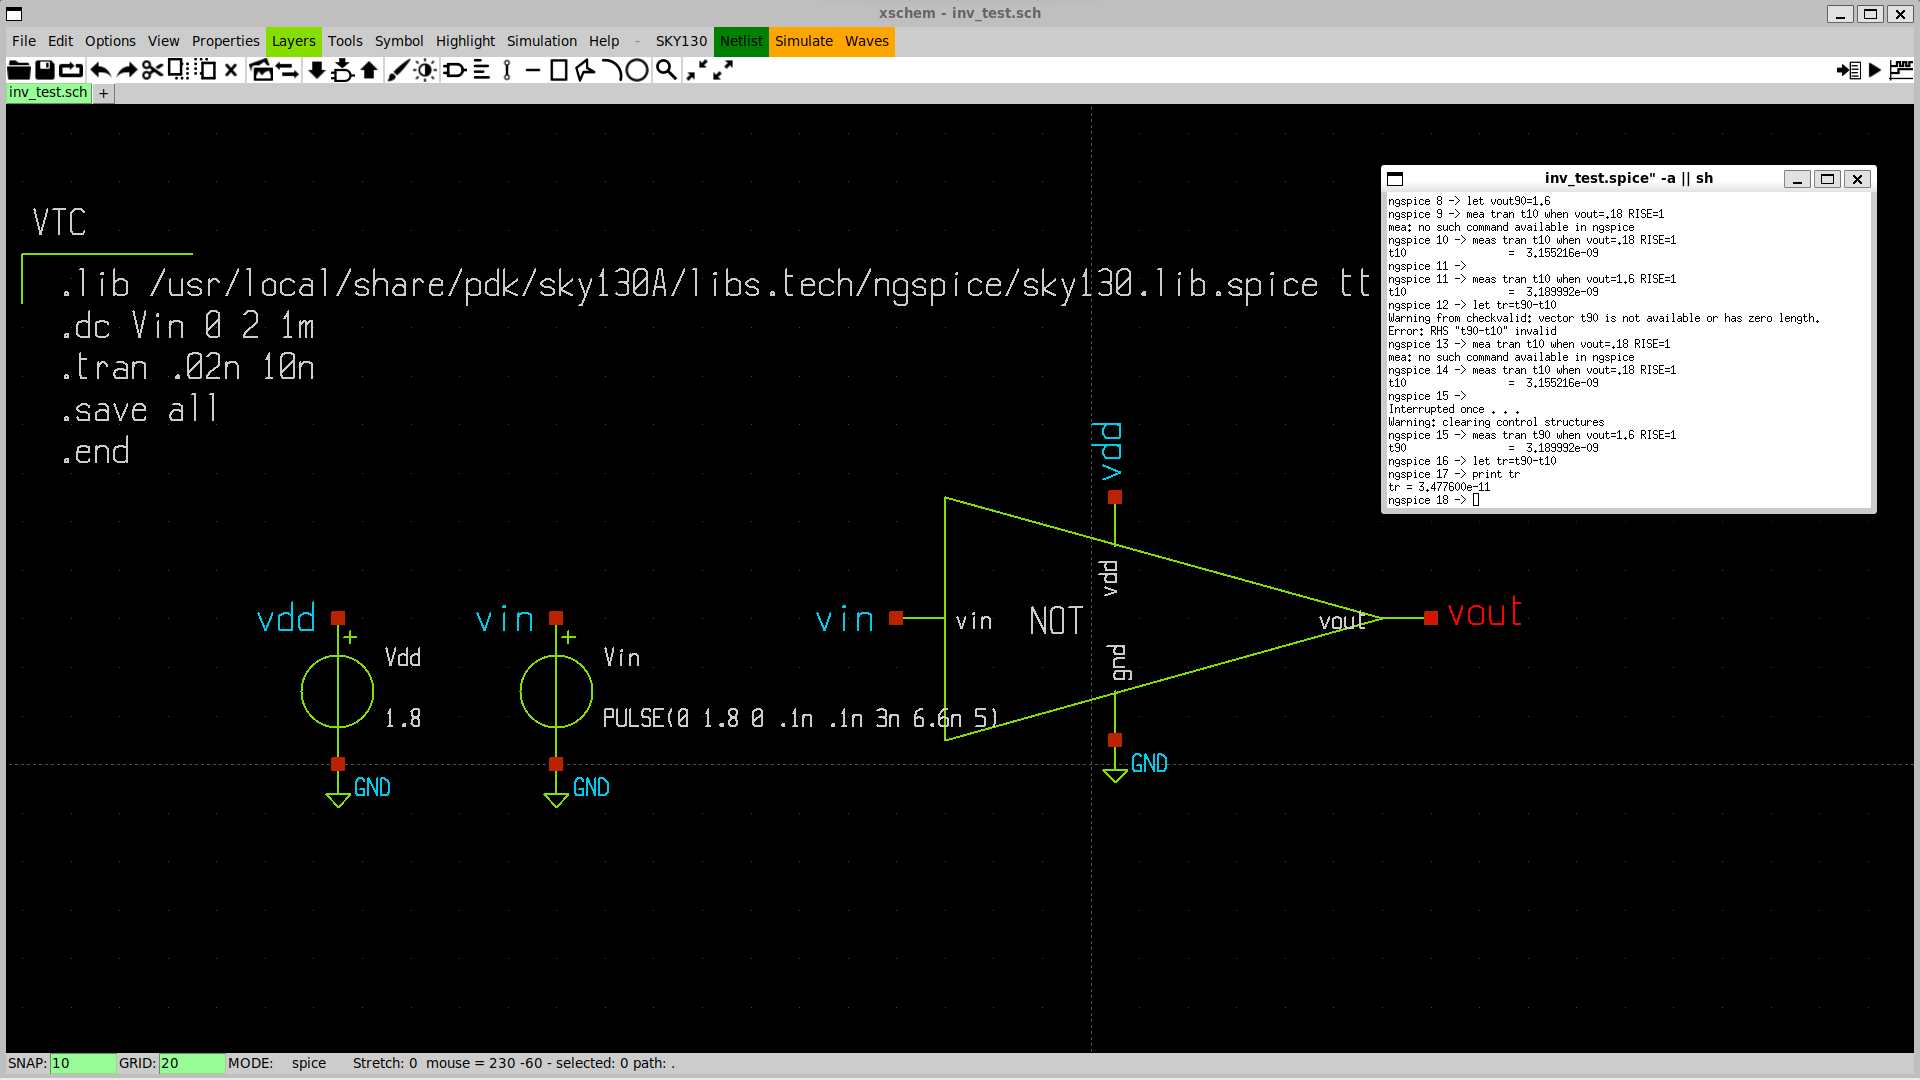 xschem - inv_test.sch
File Edit Options View Properties Layers Tools Symbol Highlight Simulation Help - SKY130 Netlist Simulate Waves
inv_test.sch +
VTC
.lib /usr/local/share/pdk/sky130A/libs.tech/ngspice/sky130.lib.spice tt
.dc Vin 0 2 1m
.tran .02n 10n
.save all
.end
inv_test.spice" -a || sh
ngspice 8 -> let vout90=1.6
ngspice 9 -> mea tran t10 when vout=.18 RISE=1
mea: no such command available in ngspice
ngspice 10 -> meas tran t10 when vout=.18 RISE=1
t10 = 3.155216e-09
ngspice 11 ->
ngspice 11 -> meas tran t10 when vout=1.6 RISE=1
t10 = 3.189992e-09
ngspice 12 -> let tr=t90-t10
Warning from checkvalid: vector t90 is not available or has zero length.
Error: RHS "t90-t10" invalid
ngspice 13 -> mea tran t10 when vout=.18 RISE=1
mea: no such command available in ngspice
ngspice 14 -> meas tran t10 when vout=.18 RISE=1
t10 = 3.155216e-09
ngspice 15 ->
Interrupted once . . .
Warning: clearing control structures
ngspice 15 -> meas tran t90 when vout=1.6 RISE=1
t90 = 3.189992e-09
ngspice 16 -> let tr=t90-t10
ngspice 17 -> print tr
tr = 3.477600e-11
ngspice 18 ->
vdd
+
Vdd
1.8
GND
vin
+
Vin
PULSE(0 1.8 0 .1n .1n 3n 6.6n 5)
GND
vin
vin
NOT
vdd
vdd
gnd
GND
vout
vout
SNAP: 10 GRID: 20 MODE: spice Stretch: 0 mouse = 230 -60 - selected: 0 path: .